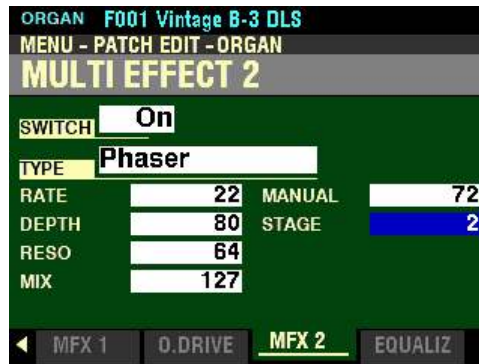 ORGAN F001 Vintage B-3 DLS
MENU - PATCH EDIT - ORGAN
MULTI EFFECT 2
SWITCH On
TYPE Phaser
RATE 22 MANUAL 72
DEPTH 80 STAGE 2
RESO 64
MIX 127
MFX 1 O.DRIVE MFX 2 EQUALIZ